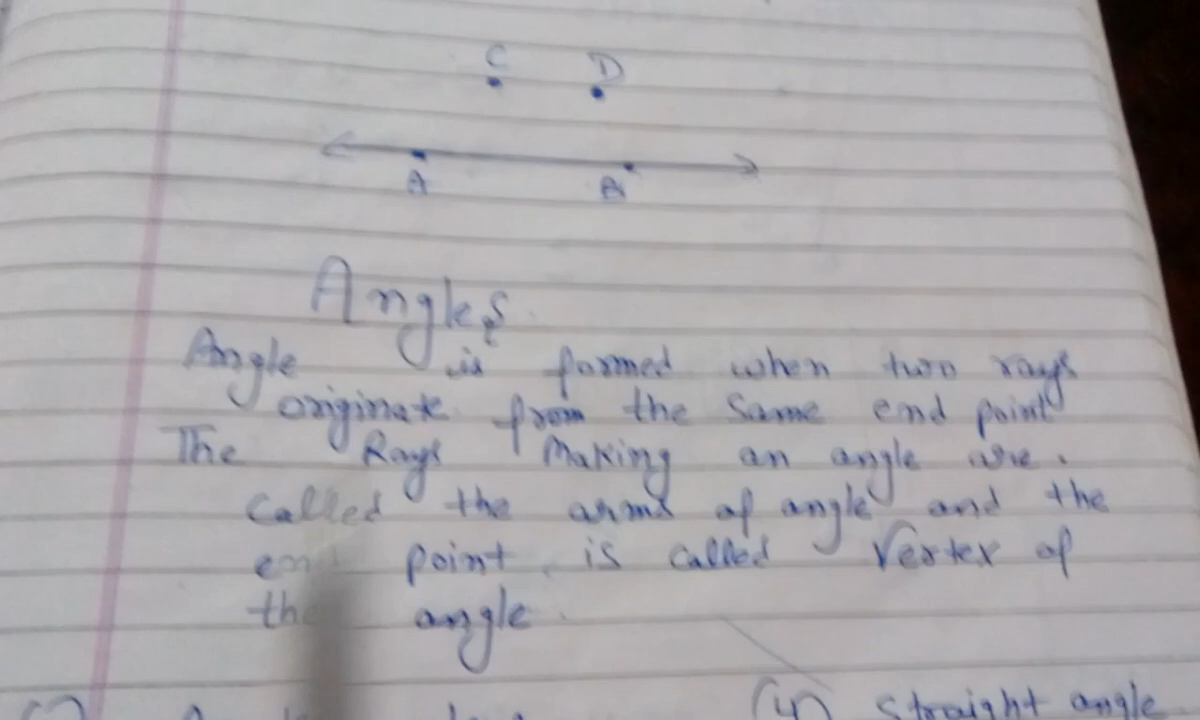 C D
A B
Angles
Angle is formed when two rays
originate from the same end point
The Rays Making an angle are.
called the arms of angle and the
end point is called Vertex of
the angle.
(4) Straight angle